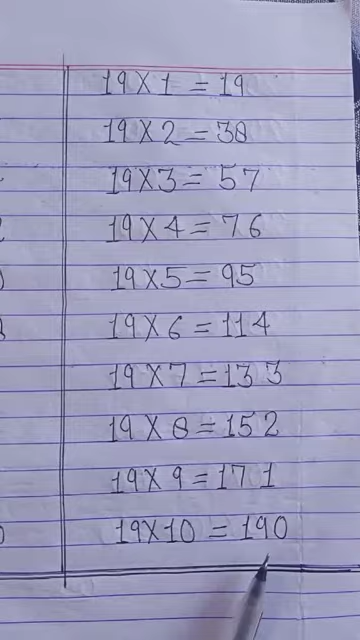 19 X 1 = 19
19 X 2 = 38
19 X 3 = 57
19 X 4 = 76
19 X 5 = 95
19 X 6 = 114
19 X 7 = 133
19 X 8 = 152
19 X 9 = 171
19 X 10 = 190